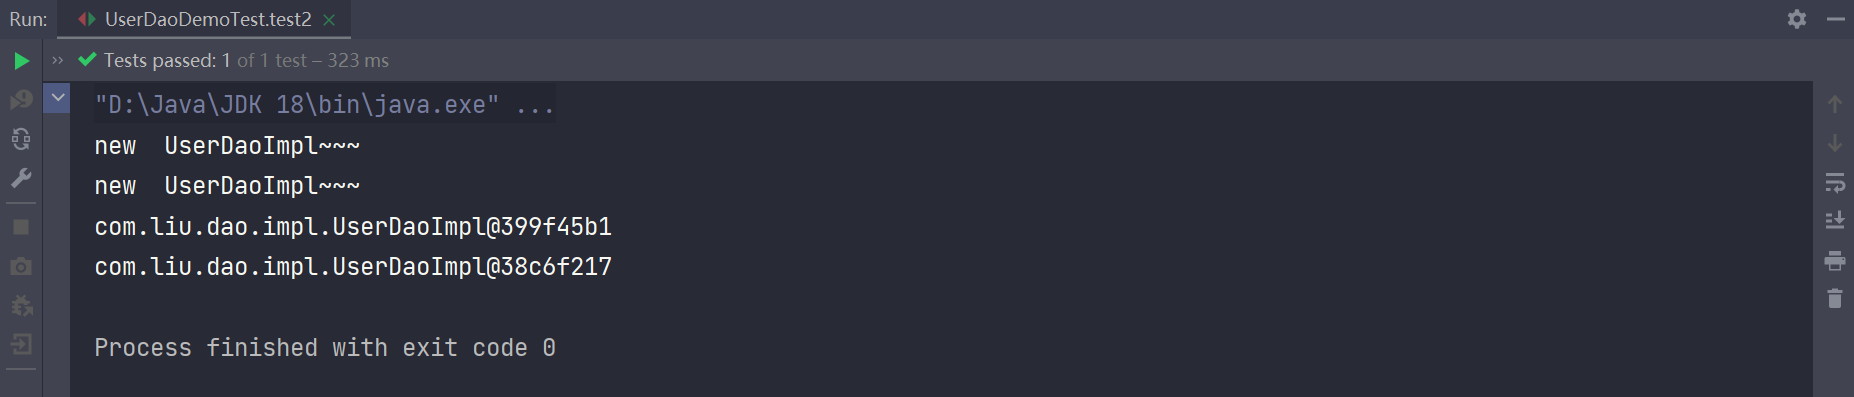 Run: UserDaoDemoTest.test2 ×
›› Tests passed: 1 of 1 test – 323 ms
"D:\Java\JDK 18\bin\java.exe" ...
new  UserDaoImpl~~~
new  UserDaoImpl~~~
com.liu.dao.impl.UserDaoImpl@399f45b1
com.liu.dao.impl.UserDaoImpl@38c6f217
Process finished with exit code 0